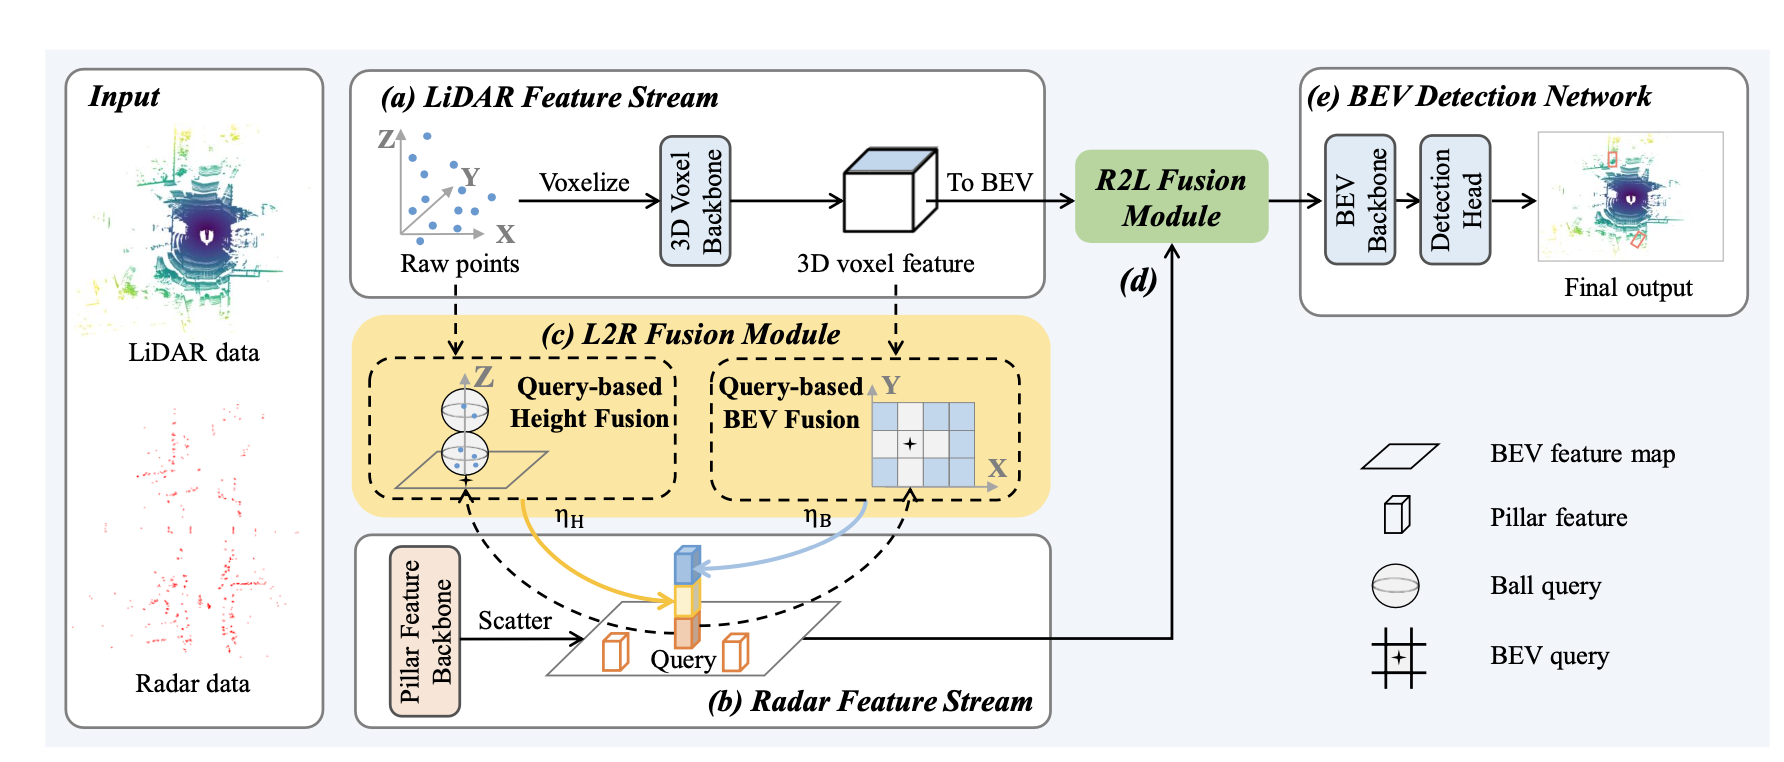 Input
LiDAR data
Radar data
(a) LiDAR Feature Stream
Z
Y
X
Raw points
Voxelize
3D Voxel
Backbone
3D voxel feature
To BEV
R2L Fusion
Module
(d)
(e) BEV Detection Network
BEV
Backbone
Detection
Head
Final output
(c) L2R Fusion Module
Z
Query-based
Height Fusion
Query-based
BEV Fusion
Y
X
ηH
ηB
Pillar Feature
Backbone
Scatter
Query
(b) Radar Feature Stream
BEV feature map
Pillar feature
Ball query
BEV query